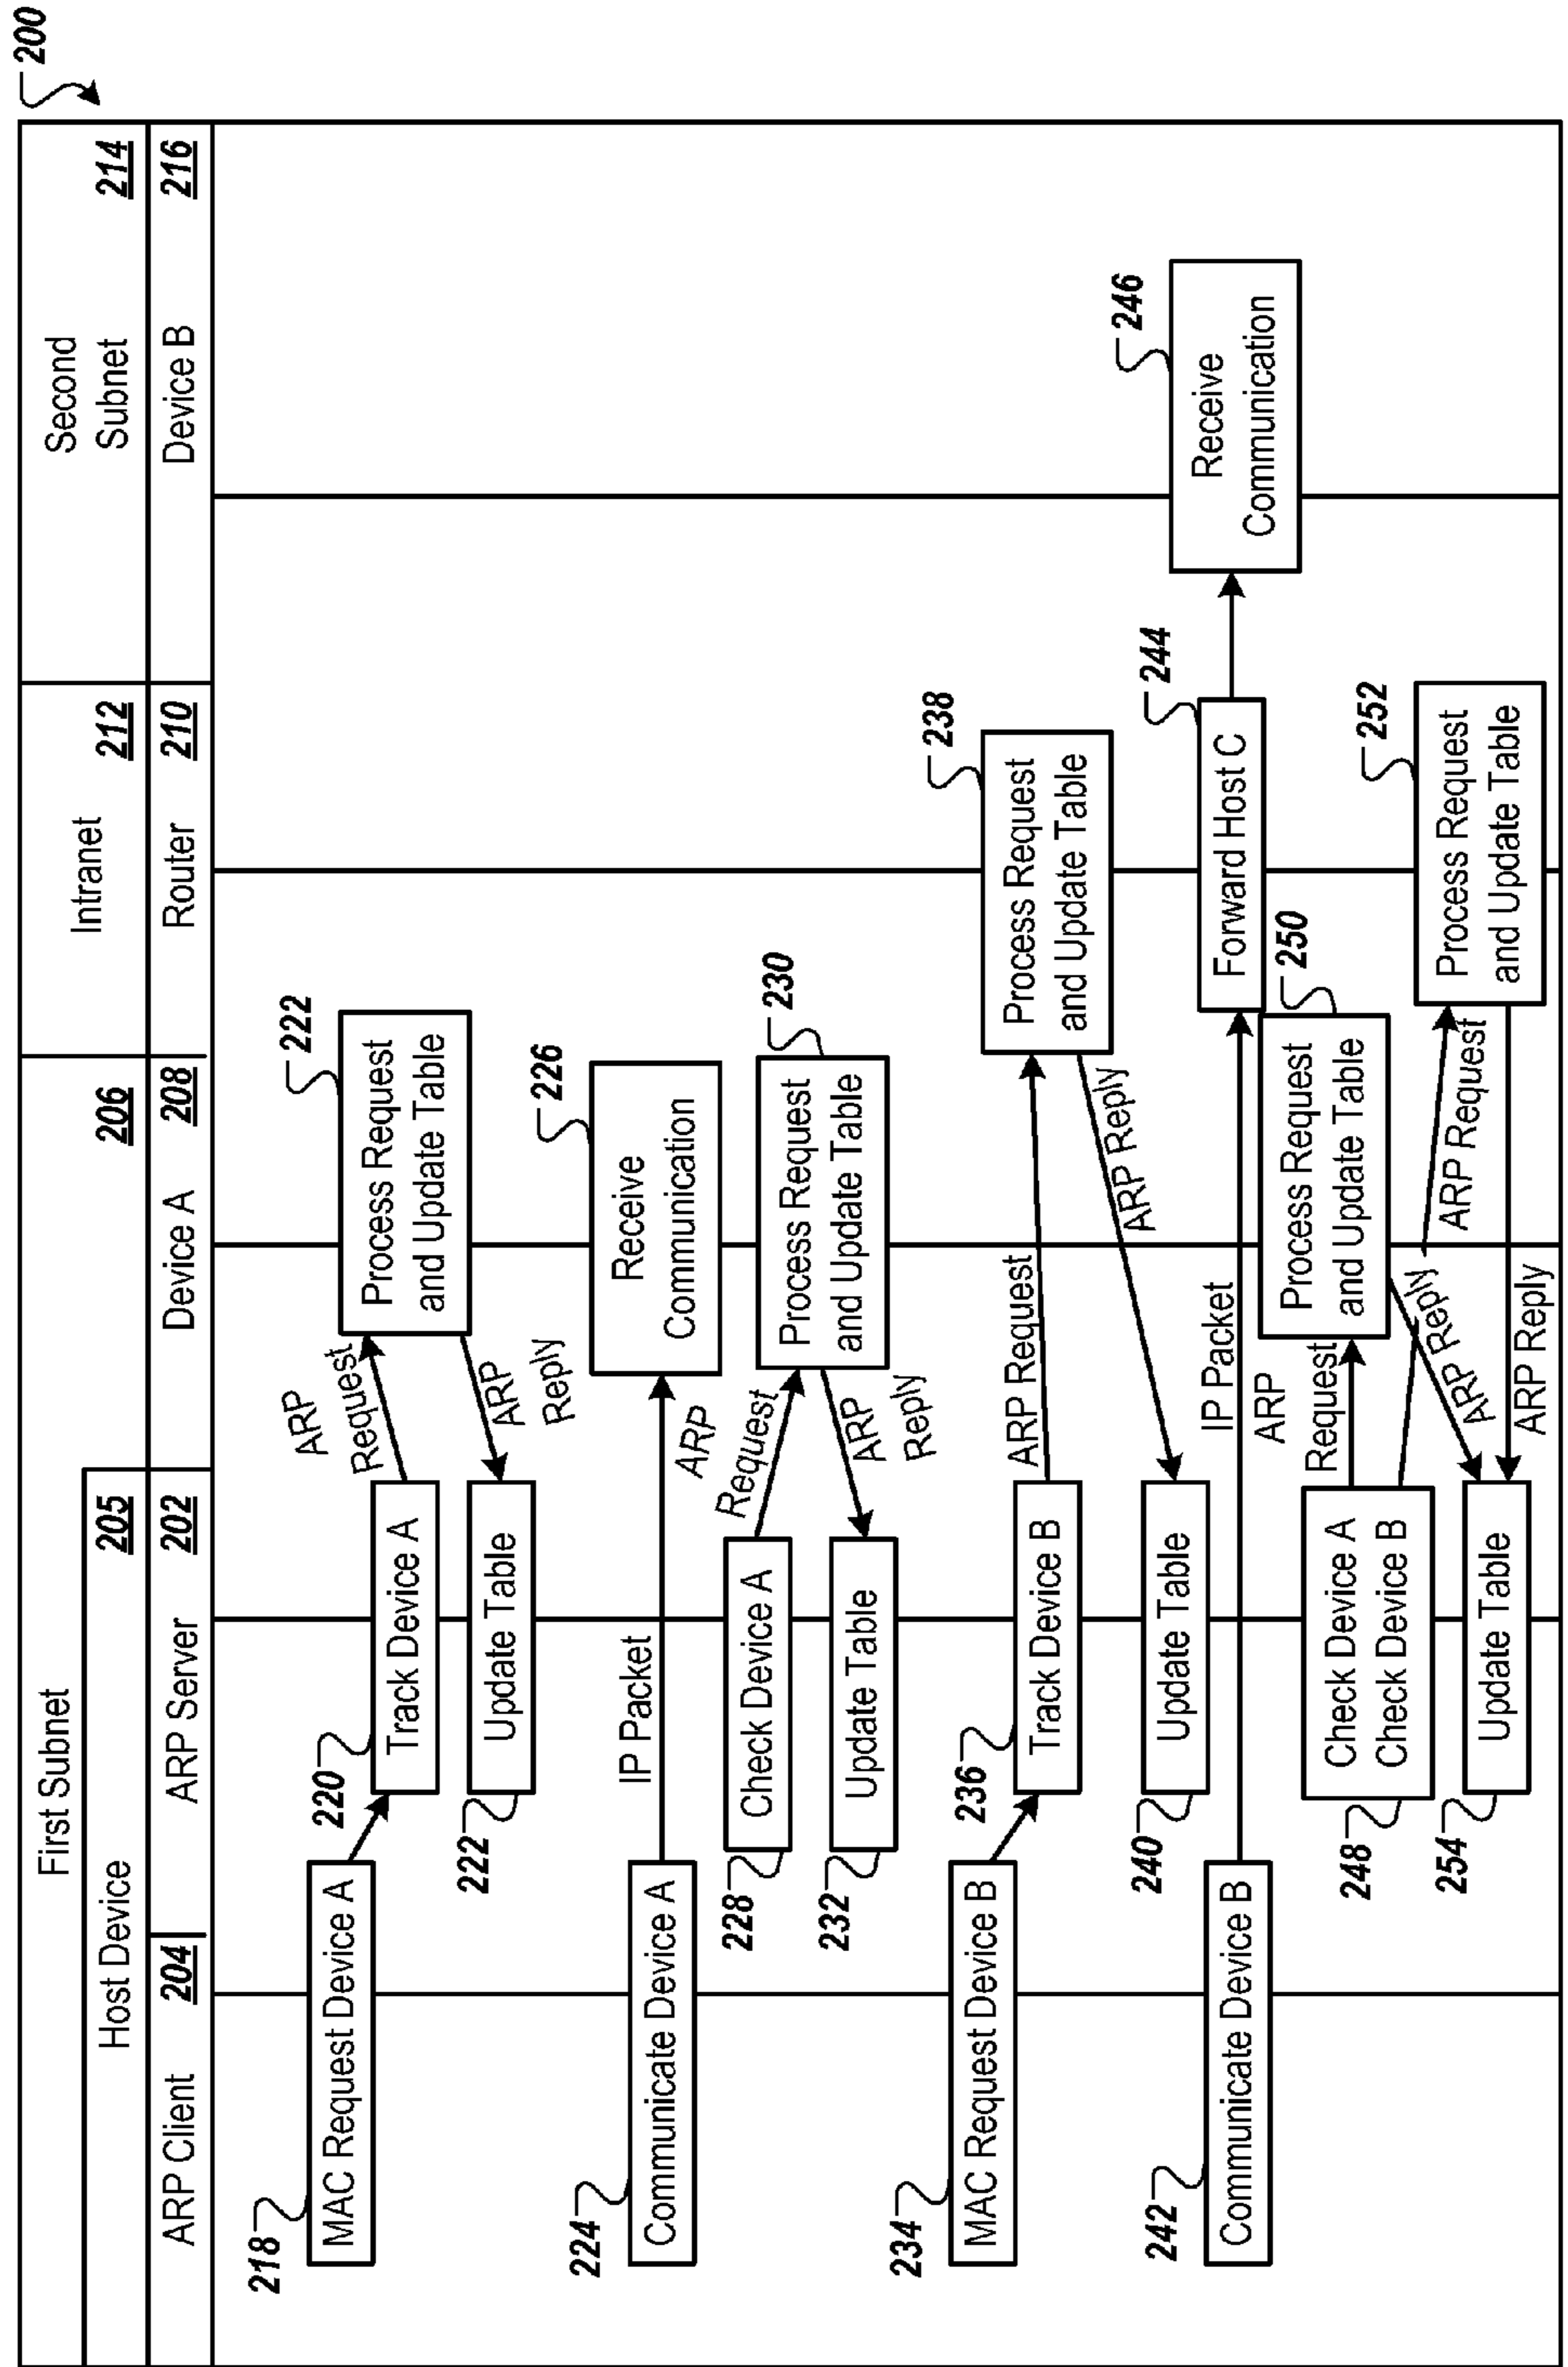 200
First Subnet
Second
Subnet
214
Intranet
212
206
Host Device
205
ARP Client
204
ARP Server
202
Device A
208
Router
210
Device B
216
218
MAC Request Device A
220
Track Device A
ARP
Request
222
Process Request
and Update Table
ARP
Reply
222
Update Table
224
Communicate Device A
IP Packet
226
Receive
Communication
228
Check Device A
ARP
Request
230
Process Request
and Update Table
ARP
Reply
232
Update Table
234
MAC Request Device B
236
Track Device B
ARP Request
238
Process Request
and Update Table
ARP Reply
240
Update Table
242
Communicate Device B
IP Packet
244
Forward Host C
246
Receive
Communication
248
Check Device A
Check Device B
ARP
Request
250
Process Request
and Update Table
ARP Reply
ARP Request
252
Process Request
and Update Table
ARP Reply
254
Update Table